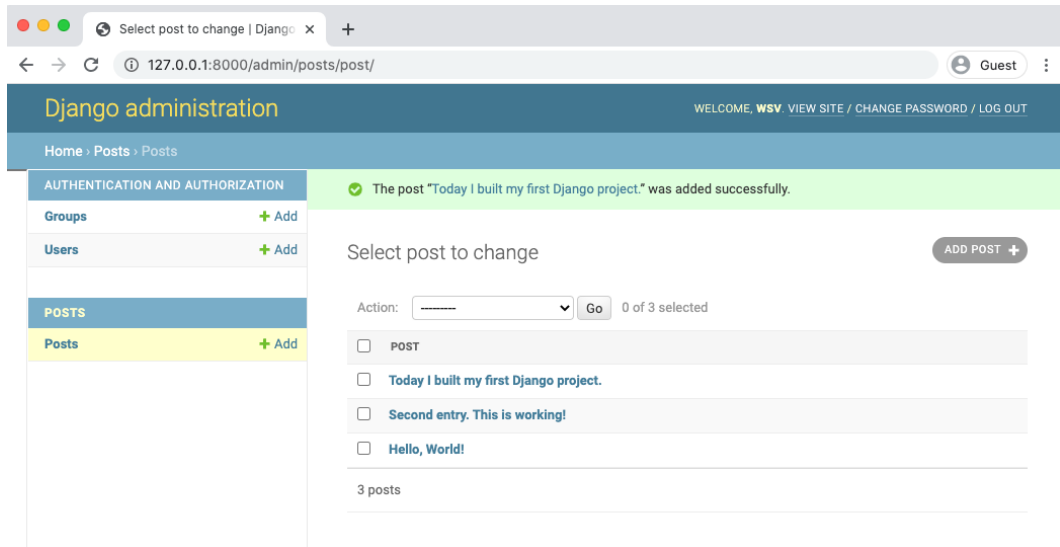 Select post to change | Django
127.0.0.1:8000/admin/posts/post/
Guest
Django administration
WELCOME, WSV. VIEW SITE / CHANGE PASSWORD / LOG OUT
Home › Posts › Posts
AUTHENTICATION AND AUTHORIZATION
Groups + Add
Users + Add
POSTS
Posts + Add
The post “Today I built my first Django project.” was added successfully.
Select post to change
ADD POST +
Action: --------- Go 0 of 3 selected
POST
Today I built my first Django project.
Second entry. This is working!
Hello, World!
3 posts